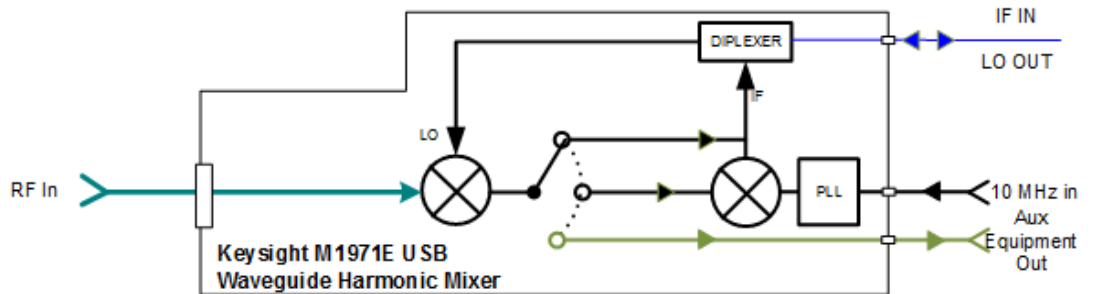 IF IN
DIPLEXER
LO OUT
IF
LO
RF In
PLL
10 MHz in
Aux
Equipment
Out
Keysight M1971E USB
Waveguide Harmonic Mixer